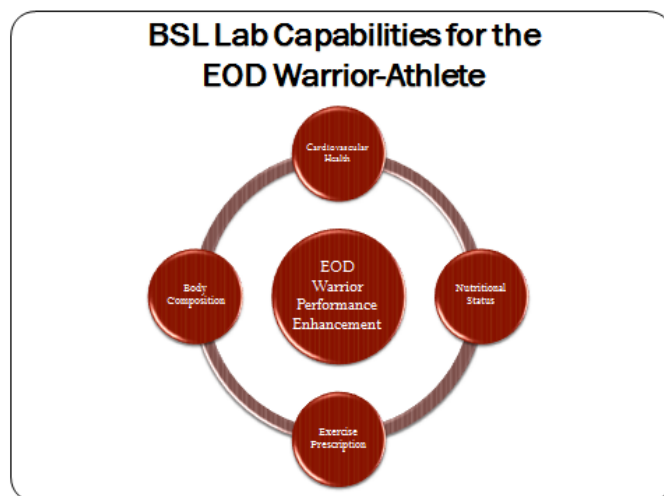 BSL Lab Capabilities for the
EOD Warrior-Athlete
Cardiovascular
Health
Body
Composition
EOD
Warrior
Performance
Enhancement
Nutritional
Status
Exercise
Prescription